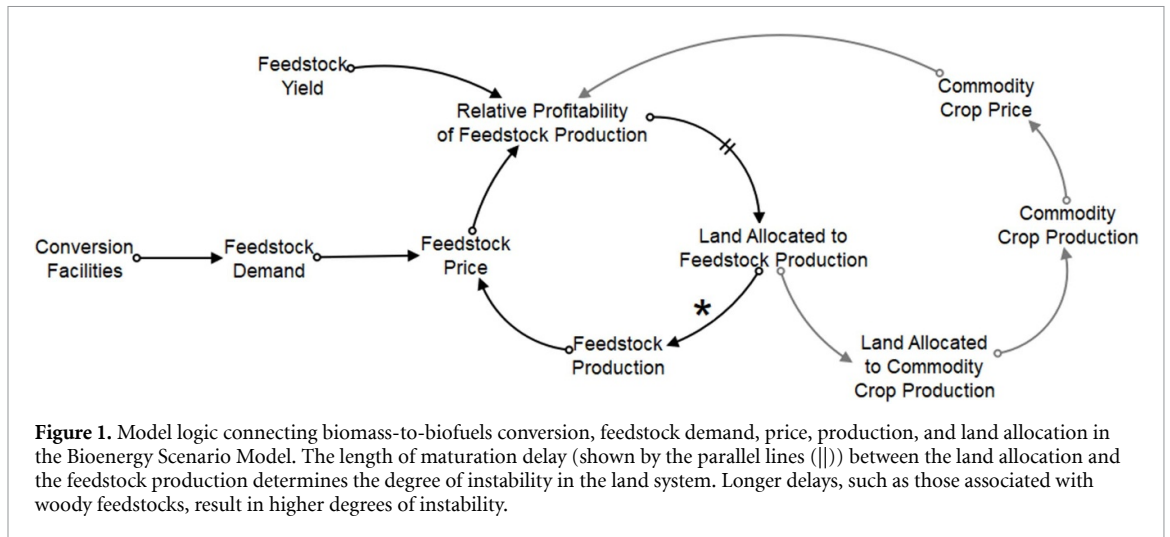 Feedstock
Yield
Relative Profitability
of Feedstock Production
Commodity
Crop Price
Commodity
Crop Production
Conversion
Facilities
Feedstock
Demand
Feedstock
Price
Land Allocated to
Feedstock Production
*
Feedstock
Production
Land Allocated
to Commodity
Crop Production
Figure 1. Model logic connecting biomass-to-biofuels conversion, feedstock demand, price, production, and land allocation in
the Bioenergy Scenario Model. The length of maturation delay (shown by the parallel lines (||)) between the land allocation and
the feedstock production determines the degree of instability in the land system. Longer delays, such as those associated with
woody feedstocks, result in higher degrees of instability.